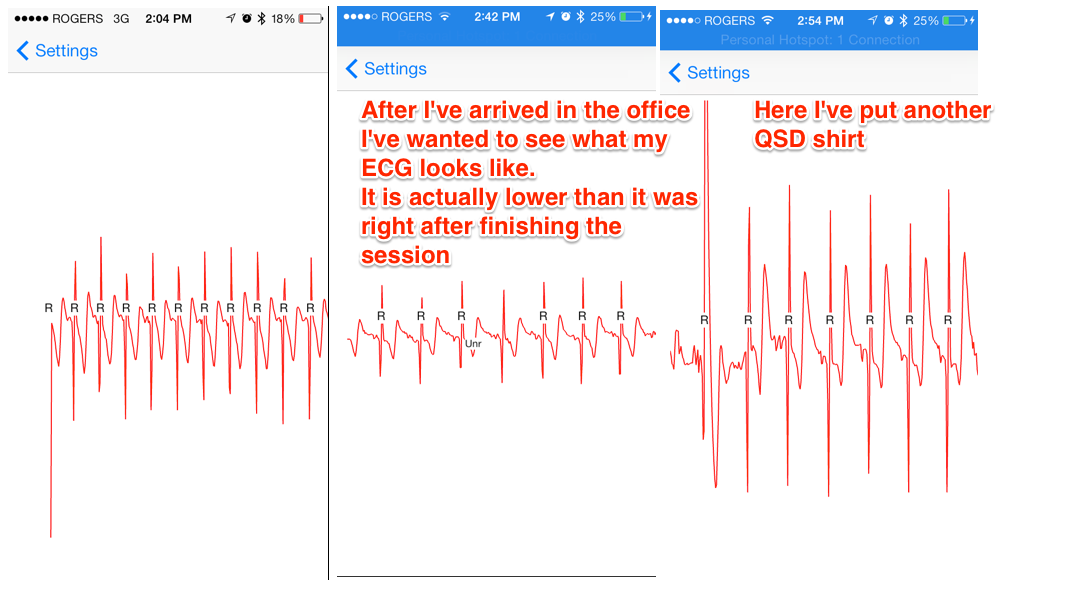 ROGERS 3G 2:04 PM 18%
Settings
R R R R R R R R R R R
ROGERS 2:42 PM 25%
Settings
After I've arrived in the office
I've wanted to see what my
ECG looks like.
It is actually lower than it was
right after finishing the
session
R R R R R R
Unr
ROGERS 2:54 PM 25%
Personal Hotspot: 1 Connection
Settings
Here I've put another
QSD shirt
R R R R R R R